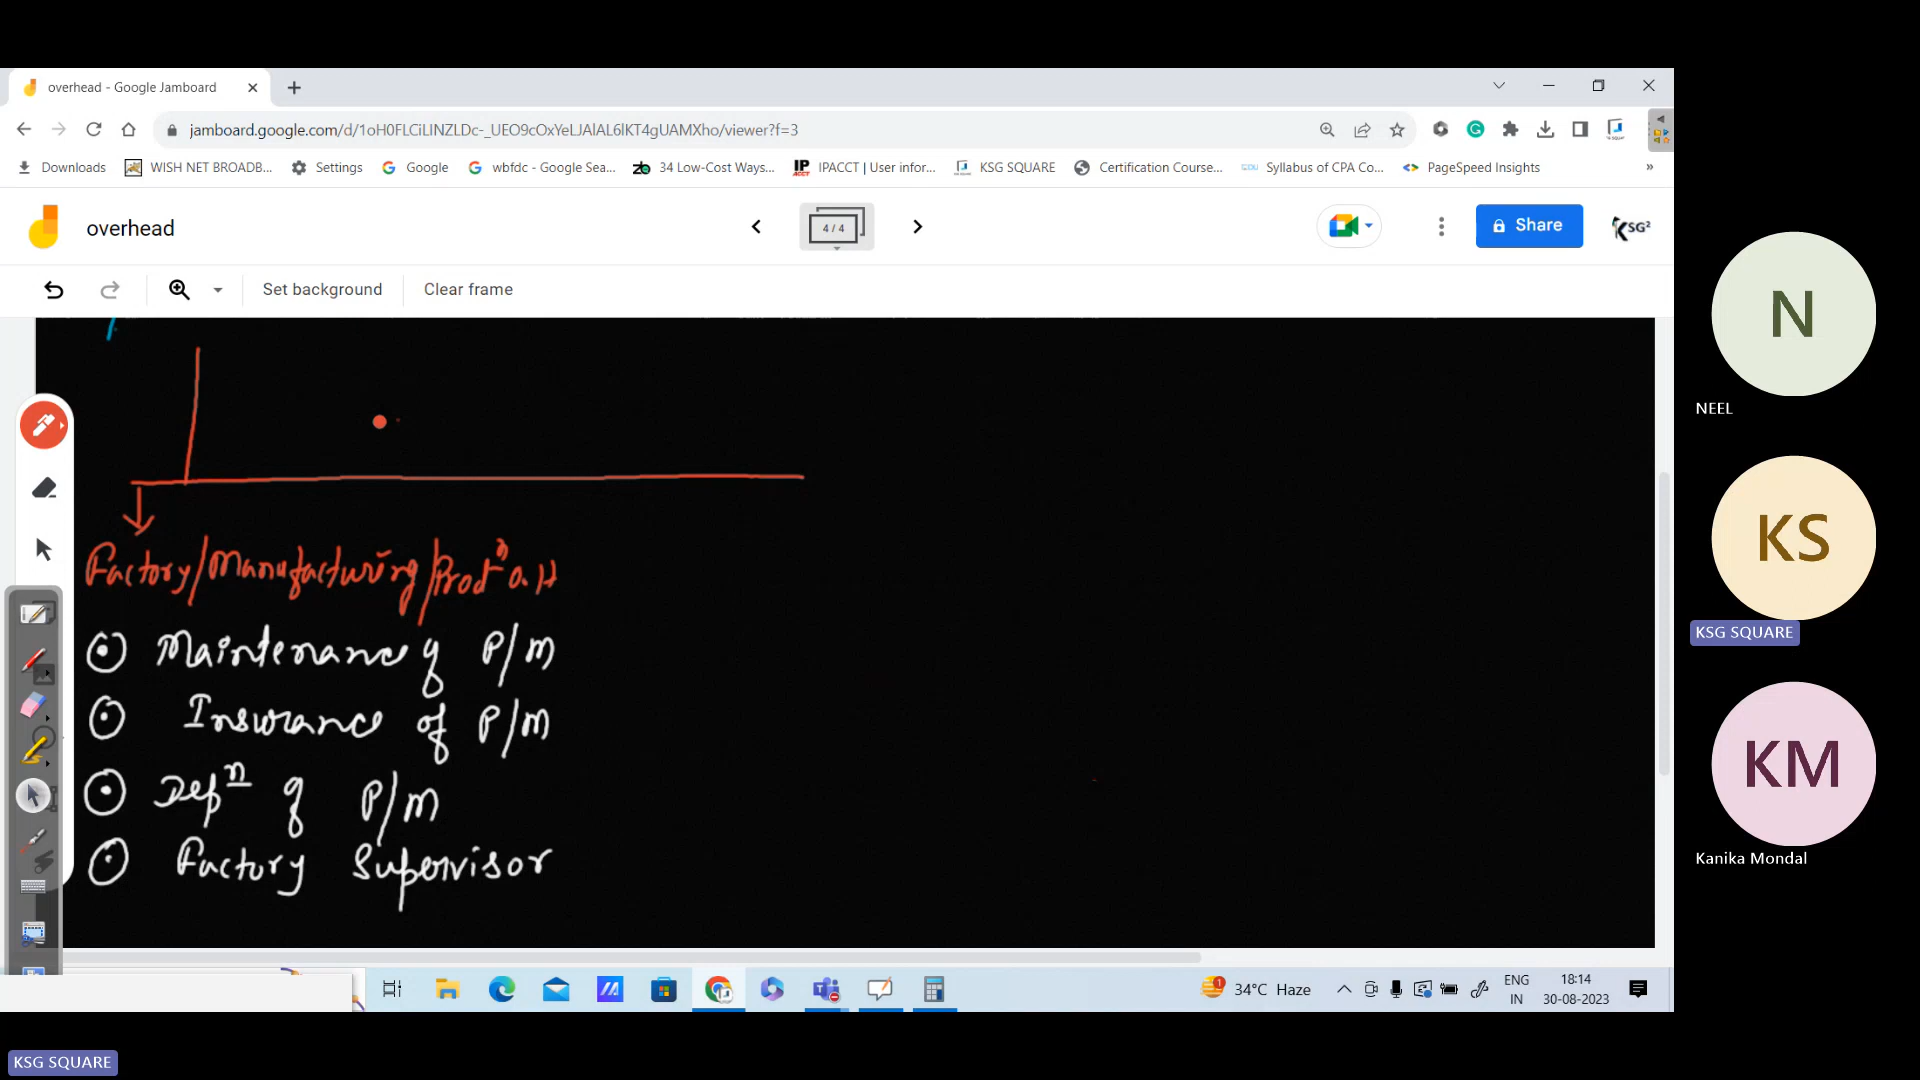 overhead - Google Jamboard
jamboard.google.com/d/1oH0FLCiLINZLDc-_UEO9cOxYeLJAlAL6lKT4gUAMXho/viewer?f=3
Downloads WISH NET BROADB... Settings Google wbfdc - Google Sea... 34 Low-Cost Ways... IPACCT | User infor... KSG SQUARE Certification Course... Syllabus of CPA Co... PageSpeed Insights »
overhead
4 / 4
Share
KSG²
Set background Clear frame
Factory/Manufacturing/Prodⁿ O.H
Maintenance of P/M
Insurance of P/M
Depⁿ of P/M
Factory Supervisor
N
NEEL
KS
KSG SQUARE
KM
Kanika Mondal
1
34°C Haze
ENG
IN
18:14
30-08-2023
KSG SQUARE